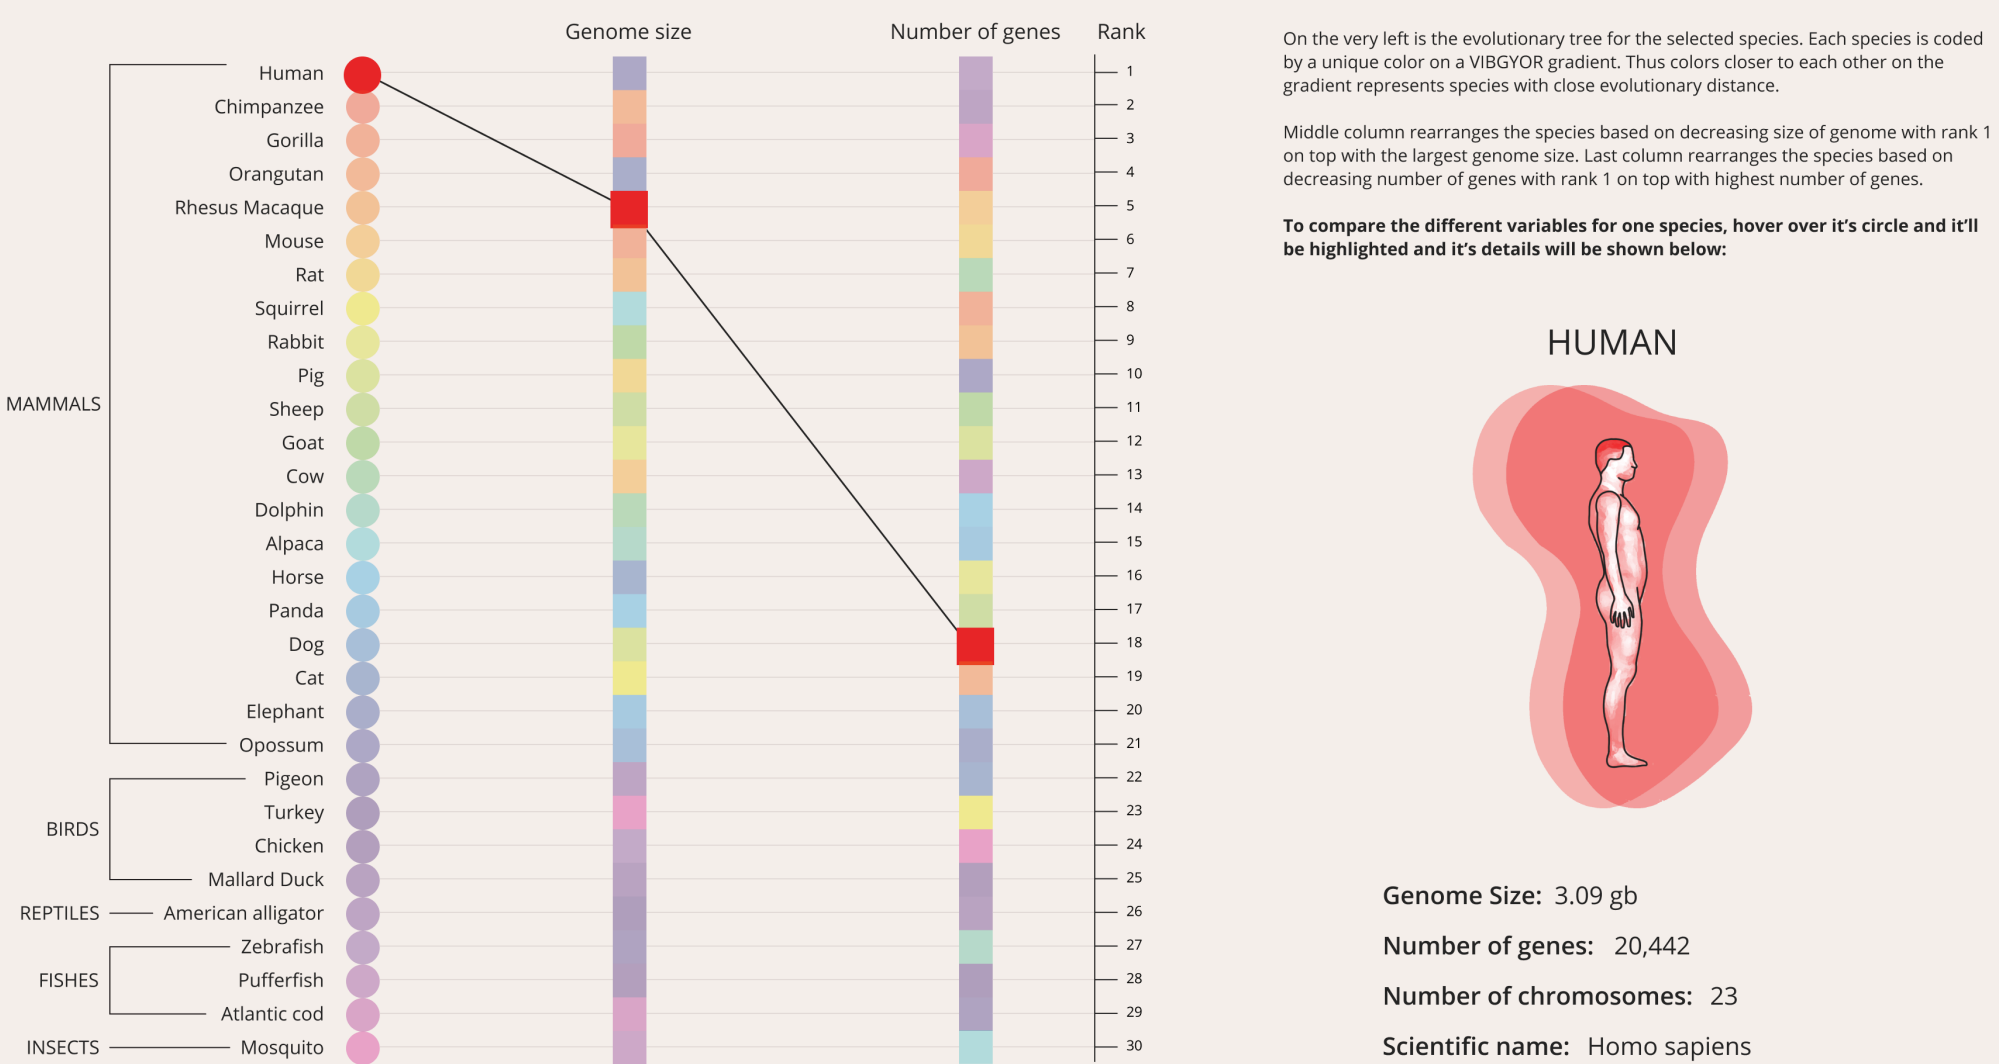 Genome size
Number of genes
Rank
Human
Chimpanzee
Gorilla
Orangutan
Rhesus Macaque
Mouse
Rat
Squirrel
Rabbit
Pig
Sheep
Goat
Cow
Dolphin
Alpaca
Horse
Panda
Dog
Cat
Elephant
Opossum
Pigeon
Turkey
Chicken
Mallard Duck
American alligator
Zebrafish
Pufferfish
Atlantic cod
Mosquito
MAMMALS
BIRDS
REPTILES
FISHES
INSECTS
1
2
3
4
5
6
7
8
9
10
11
12
13
14
15
16
17
18
19
20
21
22
23
24
25
26
27
28
29
30
On the very left is the evolutionary tree for the selected species. Each species is coded
by a unique color on a VIBGYOR gradient. Thus colors closer to each other on the
gradient represents species with close evolutionary distance.
Middle column rearranges the species based on decreasing size of genome with rank 1
on top with the largest genome size. Last column rearranges the species based on
decreasing number of genes with rank 1 on top with highest number of genes.
To compare the different variables for one species, hover over it's circle and it'll
be highlighted and it's details will be shown below:
HUMAN
Genome Size: 3.09 gb
Number of genes: 20,442
Number of chromosomes: 23
Scientific name: Homo sapiens